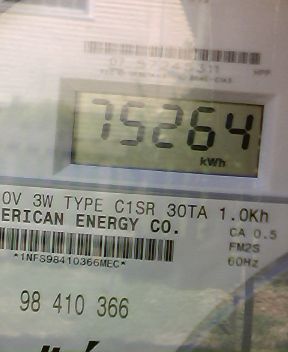 75264
kWh
0V 3W TYPE C1SR 30TA 1.0Kh
ERICAN ENERGY CO.
CA 0.5
FM2S
60Hz
*1NFS98410366MEC*
98 410 366